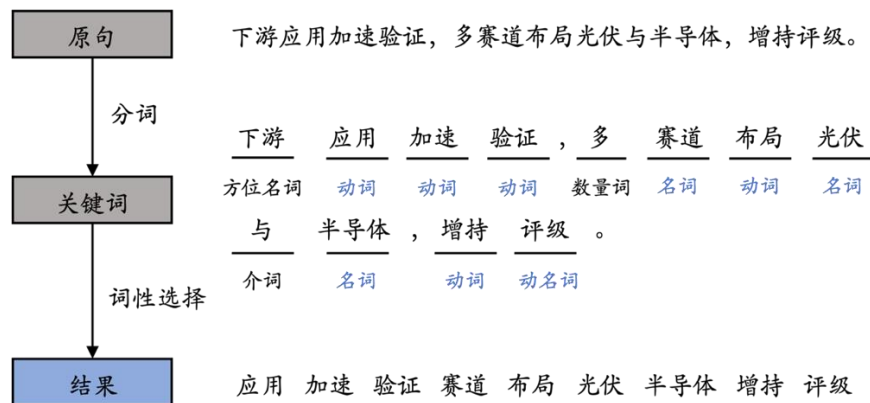 原句 下游应用加速验证，多赛道布局光伏与半导体，增持评级。
分词
下游 应用 加速 验证 ，多 赛道 布局 光伏
方位名词 动词 动词 动词 数量词 名词 动词 名词
关键词
与 半导体 ，增持 评级 。
介词 名词 动词 动名词
词性选择
结果 应用 加速 验证 赛道 布局 光伏 半导体 增持 评级